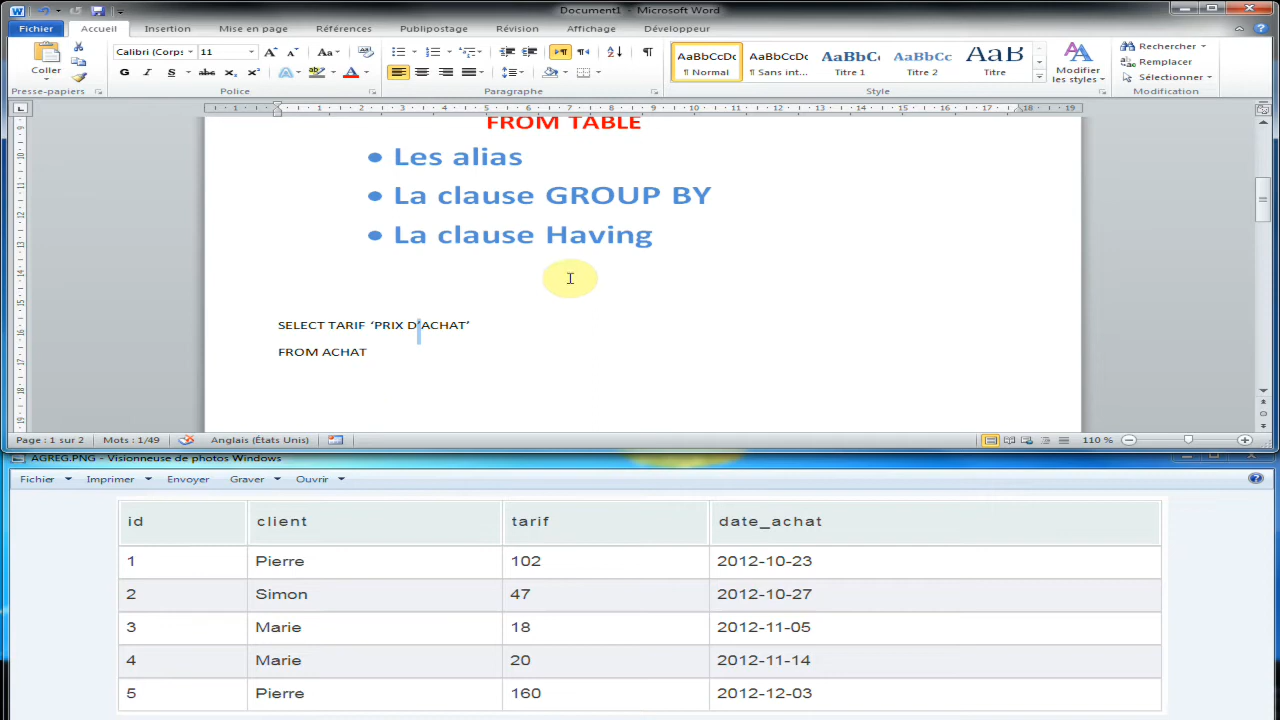 Document1 - Microsoft Word
Fichier Accueil Insertion Mise en page Références Publipostage Révision Affichage Développeur
Calibri (Corps 11
Coller
AaBbCcDc AaBbCcDc AaBbCc AaBbCc AaB
¶ Normal ¶ Sans int... Titre 1 Titre 2 Titre
Modifier les styles
Rechercher
Remplacer
Sélectionner
Presse-papiers Police Paragraphe Style Modification
FROM TABLE
• Les alias
• La clause GROUP BY
• La clause Having
SELECT TARIF ‘PRIX D’ACHAT’
FROM ACHAT
Page : 1 sur 2 Mots : 1/49 Anglais (États Unis) 110 %
AGREG.PNG - Visionneuse de photos Windows
Fichier Imprimer Envoyer Graver Ouvrir
id client tarif date_achat
1 Pierre 102 2012-10-23
2 Simon 47 2012-10-27
3 Marie 18 2012-11-05
4 Marie 20 2012-11-14
5 Pierre 160 2012-12-03